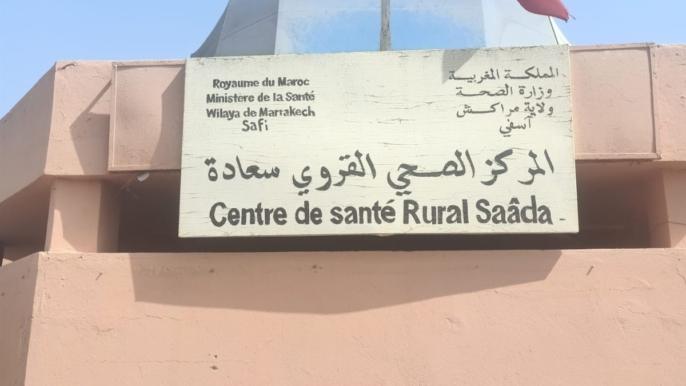 Royaume du Maroc
Ministère de la Santé
Wilaya de Marrakech
Safi
المملكة المغربية
وزارة الصحة
ولاية مراكش
آسفي
المركز الصحي القروي سعادة
Centre de santé Rural Saâda